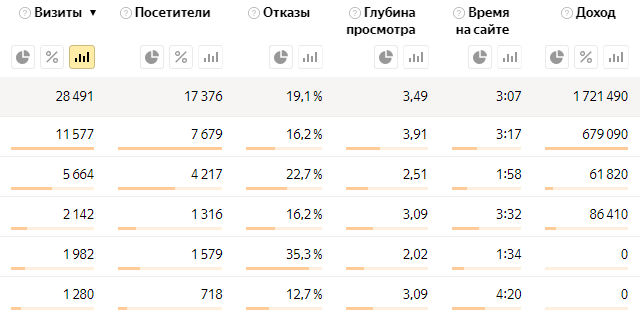 Визиты ▼ Посетители Отказы Глубина просмотра Время на сайте Доход
% % %
28 491 17 376 19,1 % 3,49 3:07 1 721 490
11 577 7 679 16,2 % 3,91 3:17 679 090
5 664 4 217 22,7 % 2,51 1:58 61 820
2 142 1 316 16,2 % 3,09 3:32 86 410
1 982 1 579 35,3 % 2,02 1:34 0
1 280 718 12,7 % 3,09 4:20 0